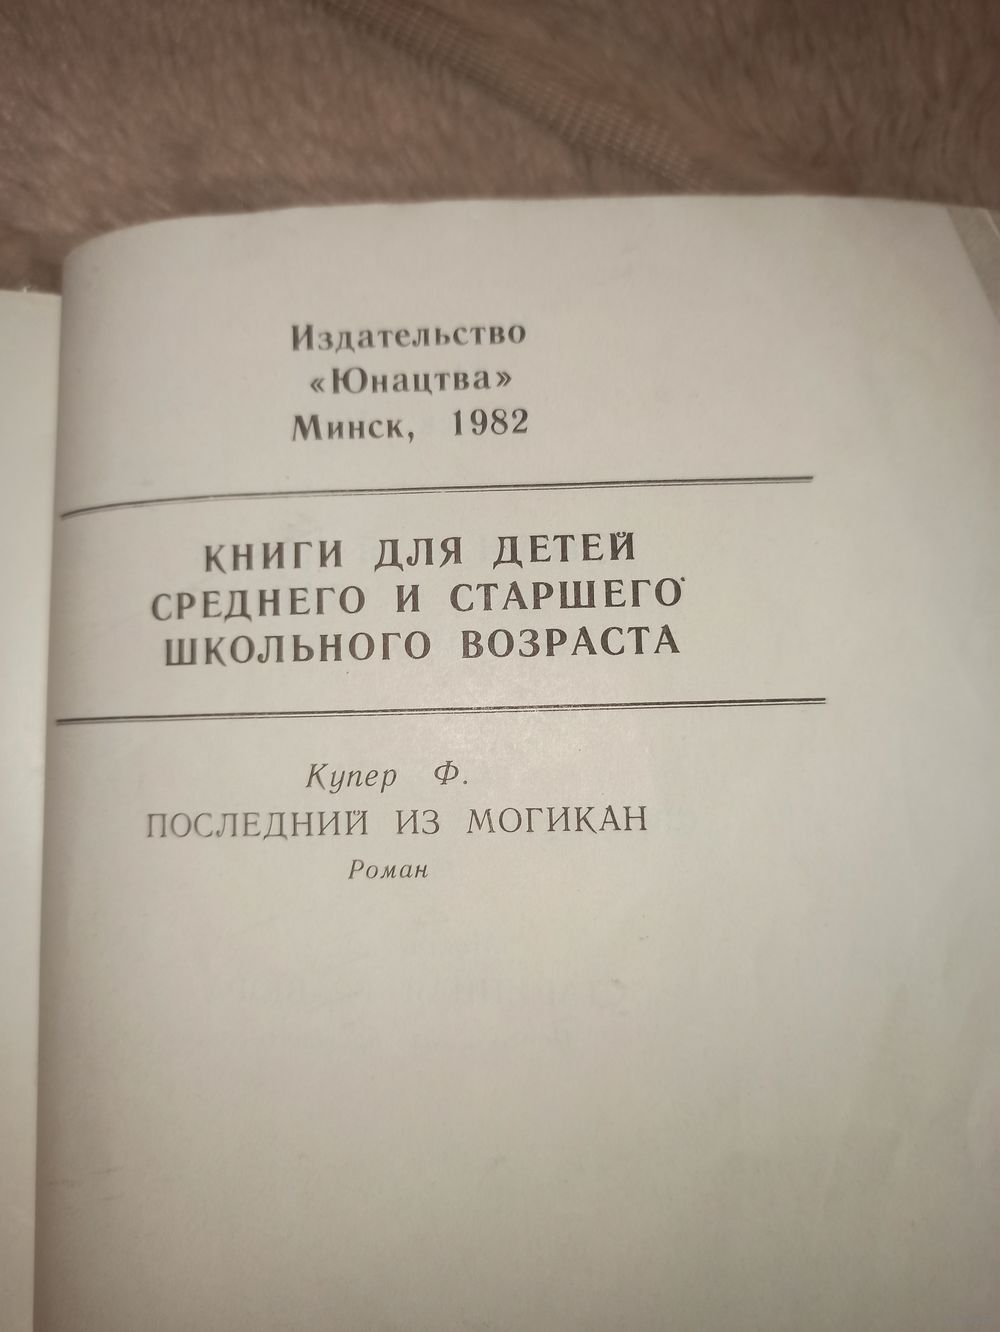 Издательство
«Юнацтва»
Минск, 1982
КНИГИ ДЛЯ ДЕТЕЙ
СРЕДНЕГО И СТАРШЕГО
ШКОЛЬНОГО ВОЗРАСТА
Купер Ф.
ПОСЛЕДНИЙ ИЗ МОГИКАН
Роман